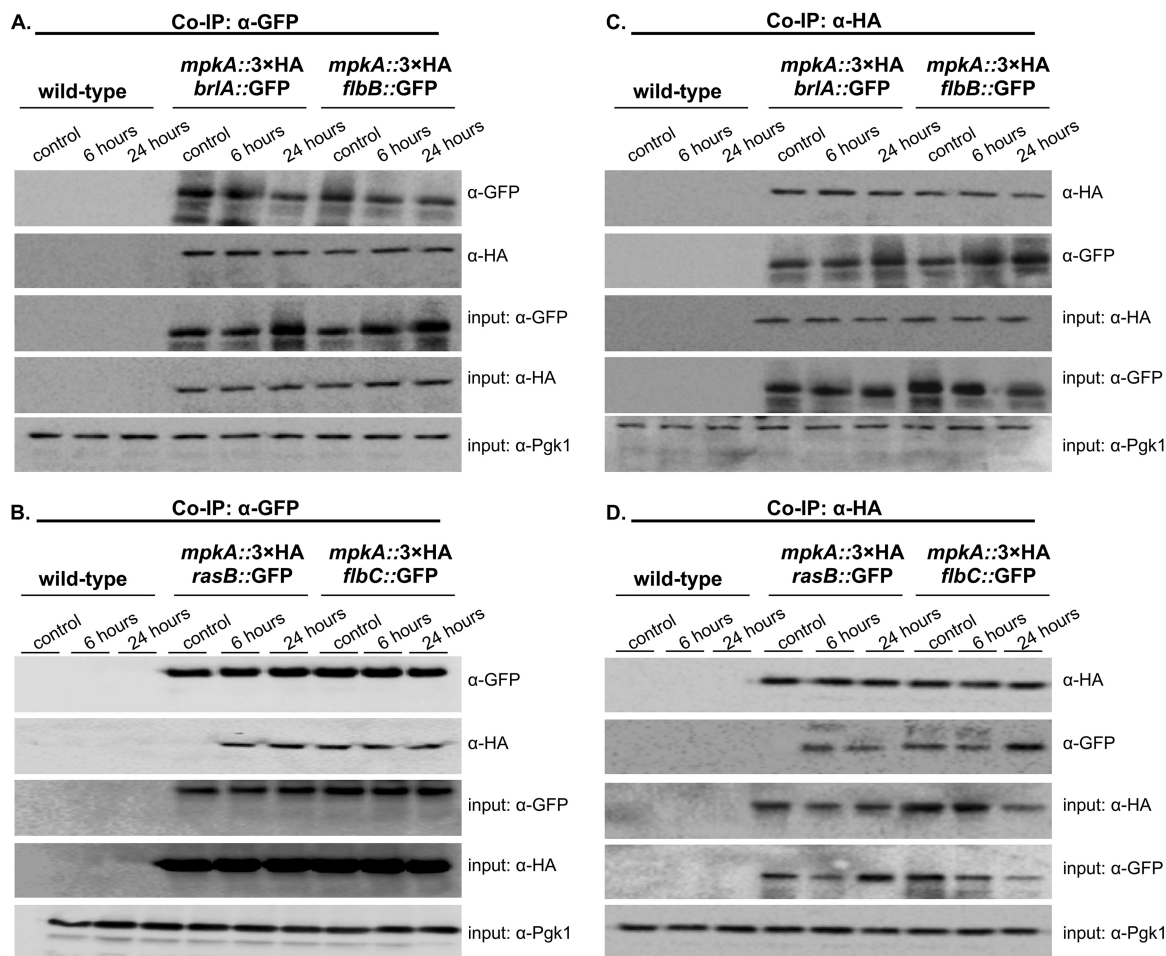 A. Co-IP: α-GFP
wild-type
mpkA::3×HA
brlA::GFP
mpkA::3×HA
flbB::GFP
control 6 hours 24 hours control 6 hours 24 hours control 6 hours 24 hours
α-GFP
α-HA
input: α-GFP
input: α-HA
input: α-Pgk1
B. Co-IP: α-GFP
wild-type
mpkA::3×HA
rasB::GFP
mpkA::3×HA
flbC::GFP
control 6 hours 24 hours control 6 hours 24 hours control 6 hours 24 hours
α-GFP
α-HA
input: α-GFP
input: α-HA
input: α-Pgk1
C. Co-IP: α-HA
wild-type
mpkA::3×HA
brlA::GFP
mpkA::3×HA
flbB::GFP
control 6 hours 24 hours control 6 hours 24 hours control 6 hours 24 hours
α-HA
α-GFP
input: α-HA
input: α-GFP
input: α-Pgk1
D. Co-IP: α-HA
wild-type
mpkA::3×HA
rasB::GFP
mpkA::3×HA
flbC::GFP
control 6 hours 24 hours control 6 hours 24 hours control 6 hours 24 hours
α-HA
α-GFP
input: α-HA
input: α-GFP
input: α-Pgk1